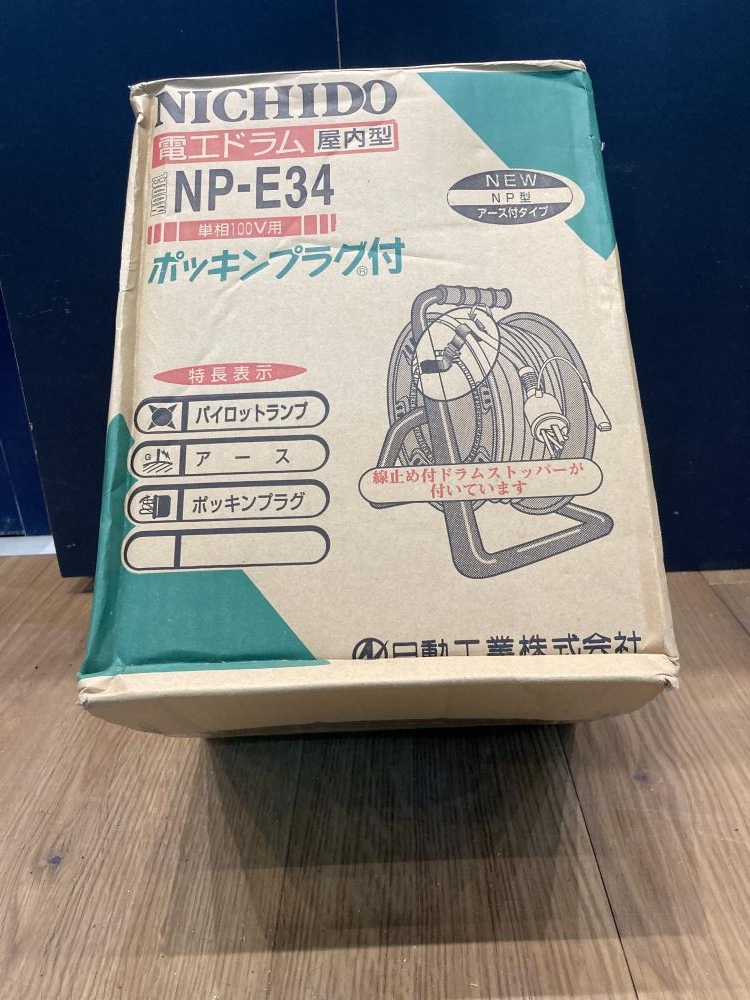 NICHIDO
電工ドラム 屋内型
MODEL NP-E34
単相100V用
ポッキンプラグ®付
NEW
NP型
アース付タイプ
特長表示
パイロットランプ
G アース
ポッキンプラグ
線止め付ドラムストッパーが
付いています
日動工業株式会社